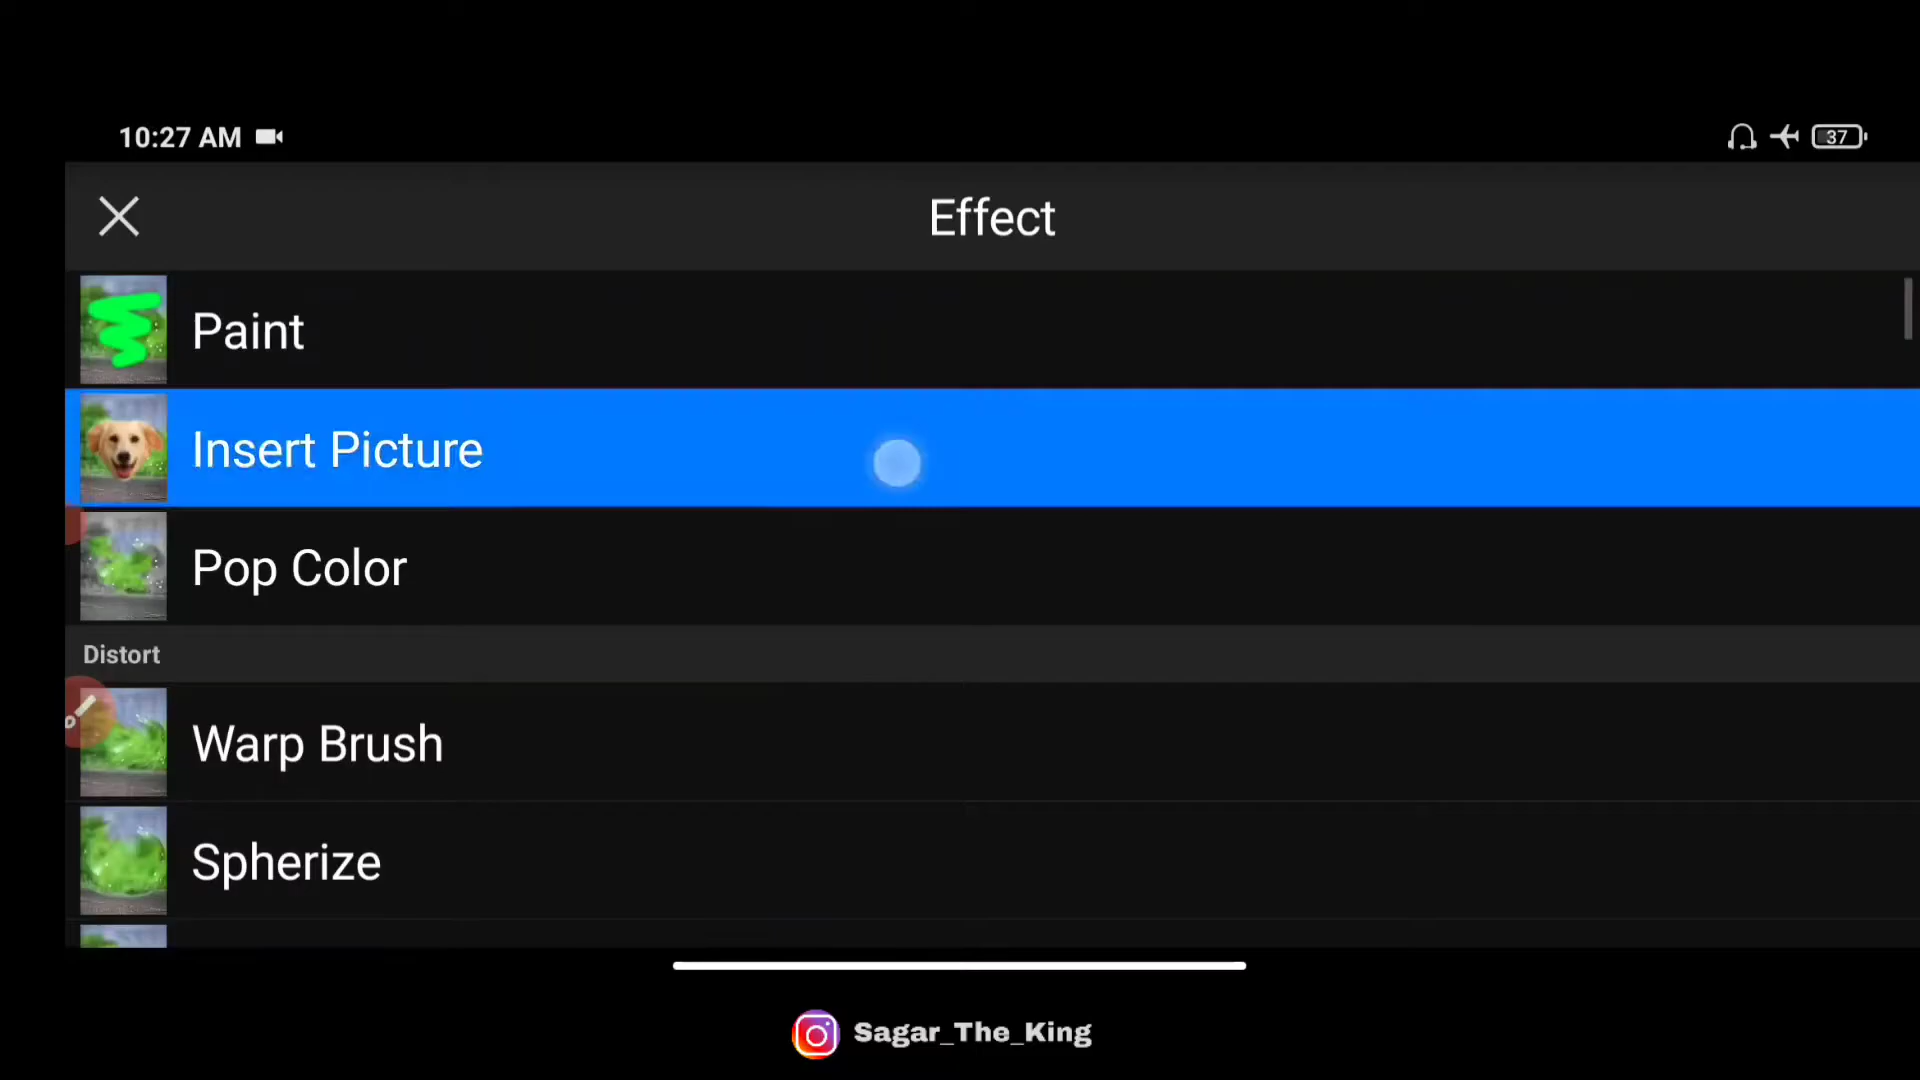 10:27 AM
37
Effect
Paint
Insert Picture
Pop Color
Distort
Warp Brush
Spherize
Sagar_The_King